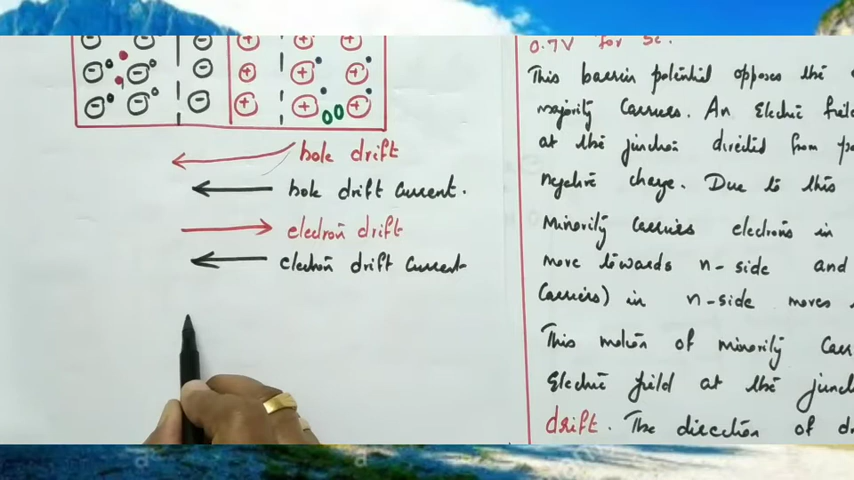 hole drift
hole drift current.
electron drift
electron drift current
0.7V for Si.
This barrier potential opposes the
majority carriers. An Electric field
at the junction directed from po
Negative charge. Due to this
Minority carriers electrons in
move towards n-side and
Carriers) in n-side moves
This motion of minority carr
Electric field at the junc
drift. The direction of d